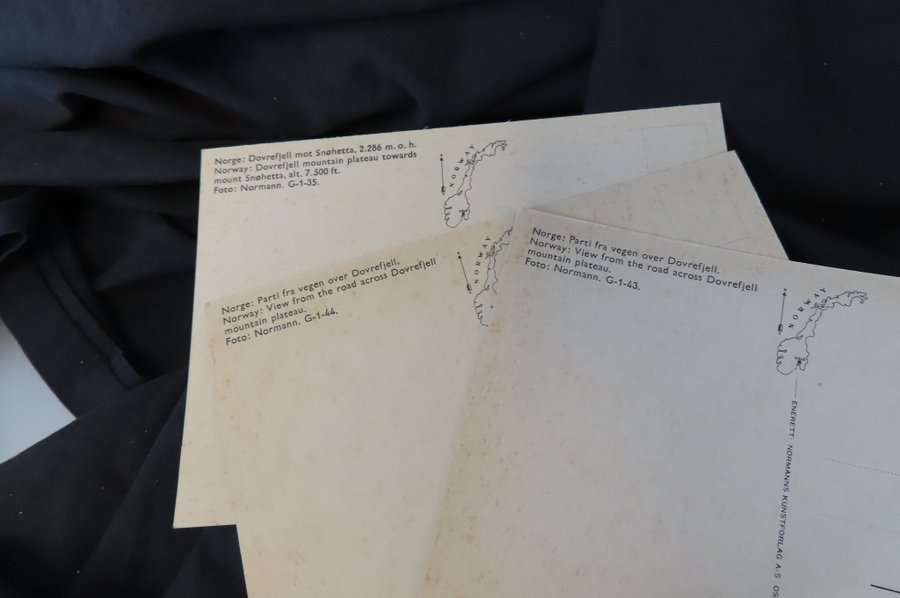 Norge: Dovrefjell mot Snøhetta, 2.286 m. o. h.
Norway: Dovrefjell mountain plateau towards
mount Snøhetta, alt. 7.500 ft.
Foto: Normann. G-1-35.
NORWAY
Norge: Parti fra vegen over Dovrefjell.
Norway: View from the road across Dovrefjell
mountain plateau.
Foto: Normann. G-1-44.
NORWAY
Norge: Parti fra vegen over Dovrefjell.
Norway: View from the road across Dovrefjell
mountain plateau.
Foto: Normann. G-1-43.
NORWAY
ENERETT: NORMANNS KUNSTFORLAG A-S OS